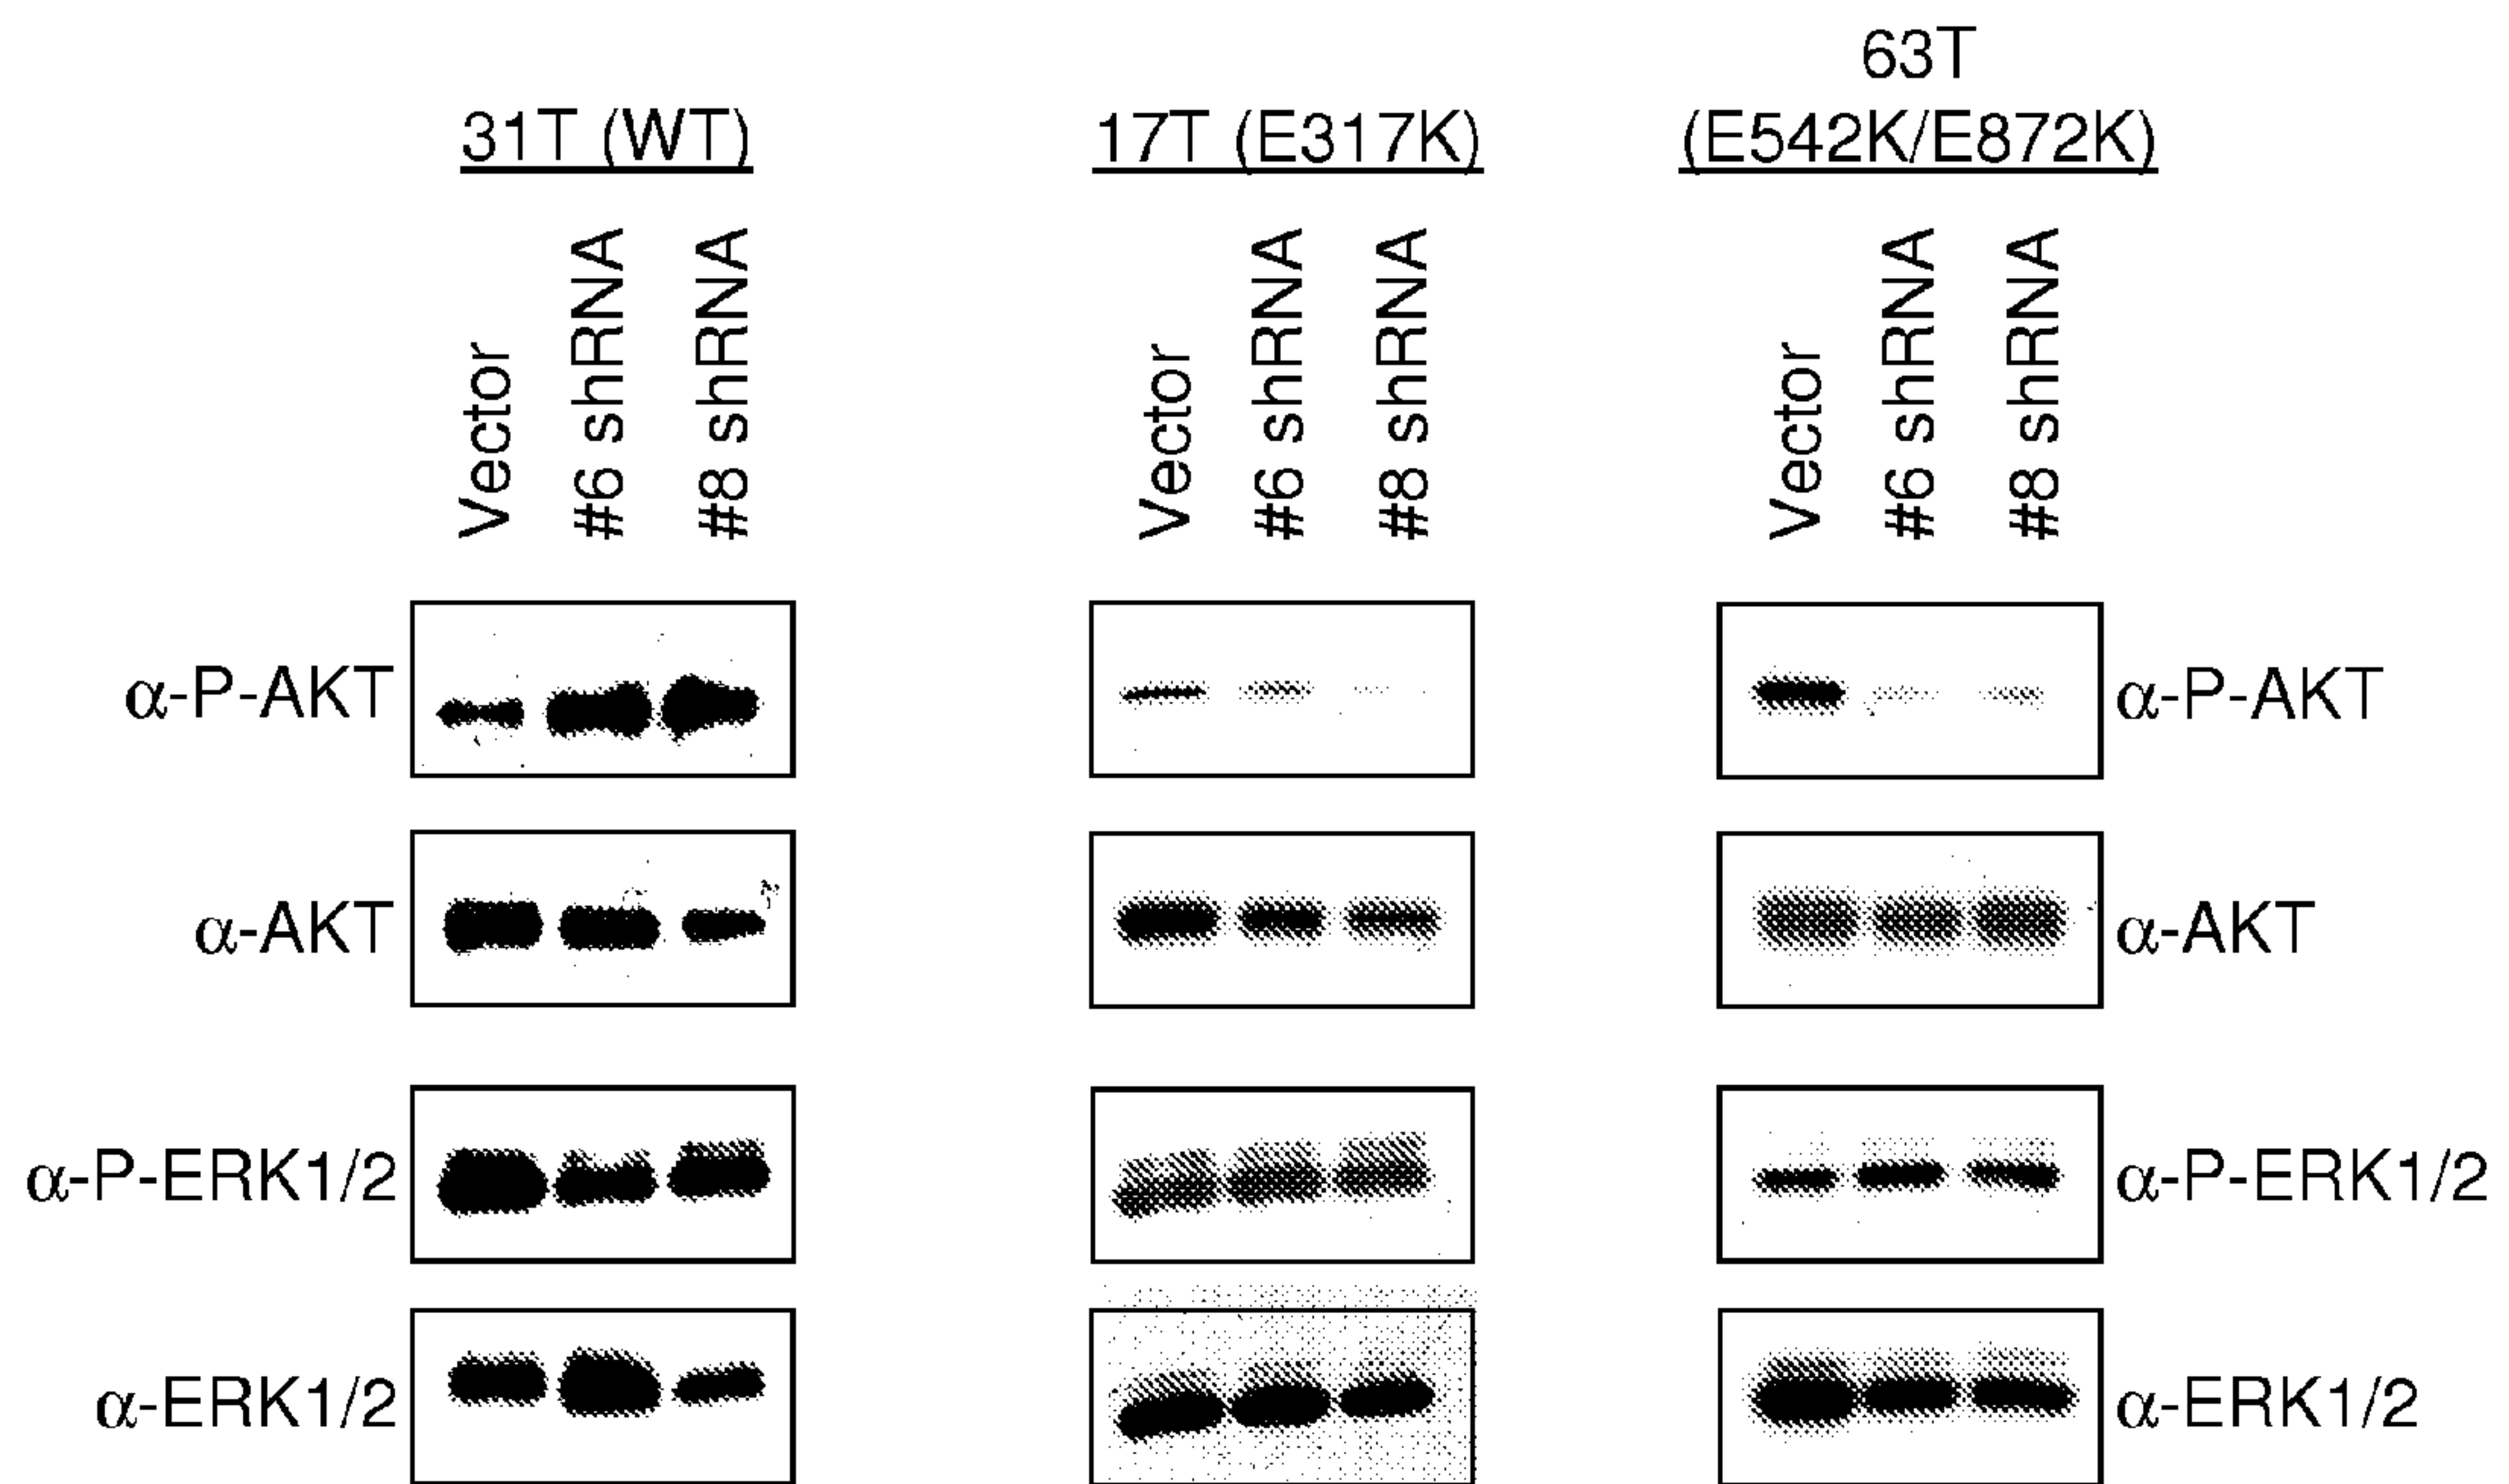 63T
31T (WT) 17T (E317K) (E542K/E872K)
Vector #6 shRNA #8 shRNA Vector #6 shRNA #8 shRNA Vector #6 shRNA #8 shRNA
α-P-AKT α-P-AKT
α-AKT α-AKT
α-P-ERK1/2 α-P-ERK1/2
α-ERK1/2 α-ERK1/2